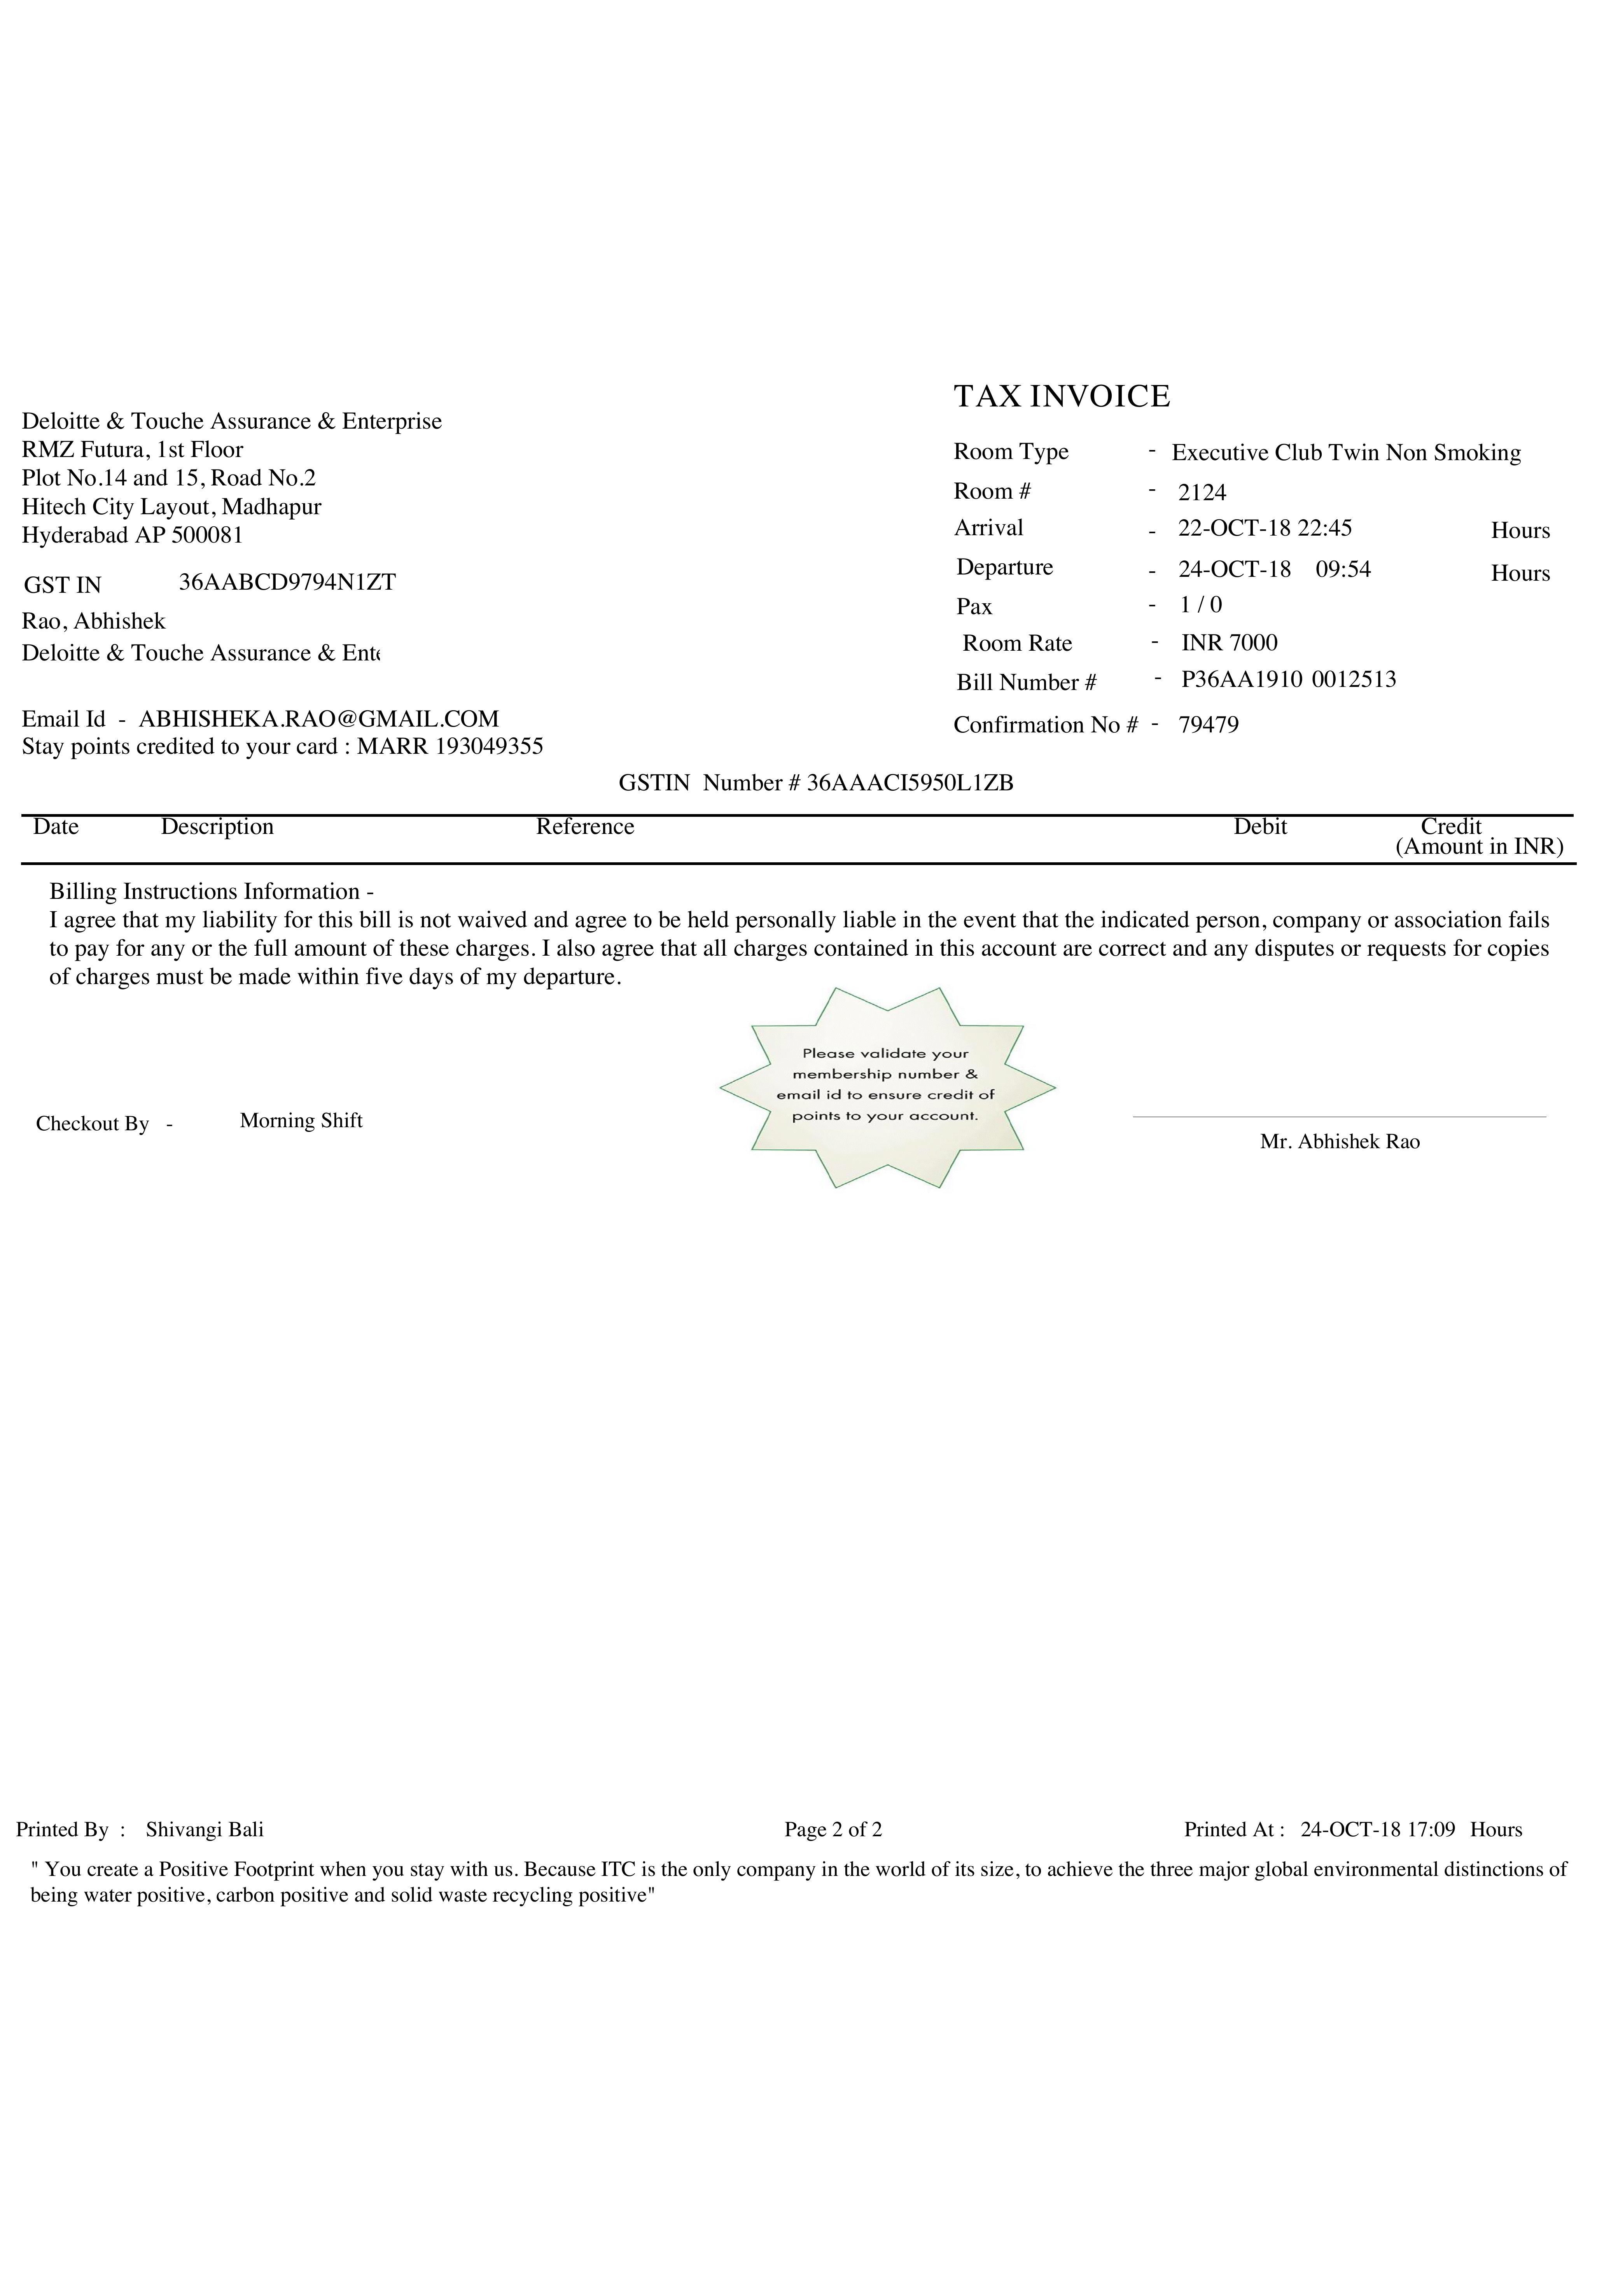 TAX INVOICE
Deloitte & Touche Assurance & Enterprise
RMZ Futura, 1st Floor
Plot No.14 and 15, Road No.2
Hitech City Layout, Madhapur
Hyderabad AP 500081
GST IN 36AABCD9794N1ZT
Rao, Abhishek
Deloitte & Touche Assurance & Ente
Email Id - ABHISHEKA.RAO@GMAIL.COM
Stay points credited to your card : MARR 193049355
Room Type - Executive Club Twin Non Smoking
Room # - 2124
Arrival - 22-OCT-18 22:45 Hours
Departure - 24-OCT-18 09:54 Hours
Pax - 1 / 0
Room Rate - INR 7000
Bill Number # - P36AA1910 0012513
Confirmation No # - 79479
GSTIN Number # 36AAACI5950L1ZB
Date Description Reference Debit Credit
(Amount in INR)
Billing Instructions Information -
I agree that my liability for this bill is not waived and agree to be held personally liable in the event that the indicated person, company or association fails
to pay for any or the full amount of these charges. I also agree that all charges contained in this account are correct and any disputes or requests for copies
of charges must be made within five days of my departure.
Please validate your
membership number &
email id to ensure credit of
points to your account.
Checkout By - Morning Shift
Mr. Abhishek Rao
Printed By : Shivangi Bali Page 2 of 2 Printed At : 24-OCT-18 17:09 Hours
" You create a Positive Footprint when you stay with us. Because ITC is the only company in the world of its size, to achieve the three major global environmental distinctions of
being water positive, carbon positive and solid waste recycling positive"